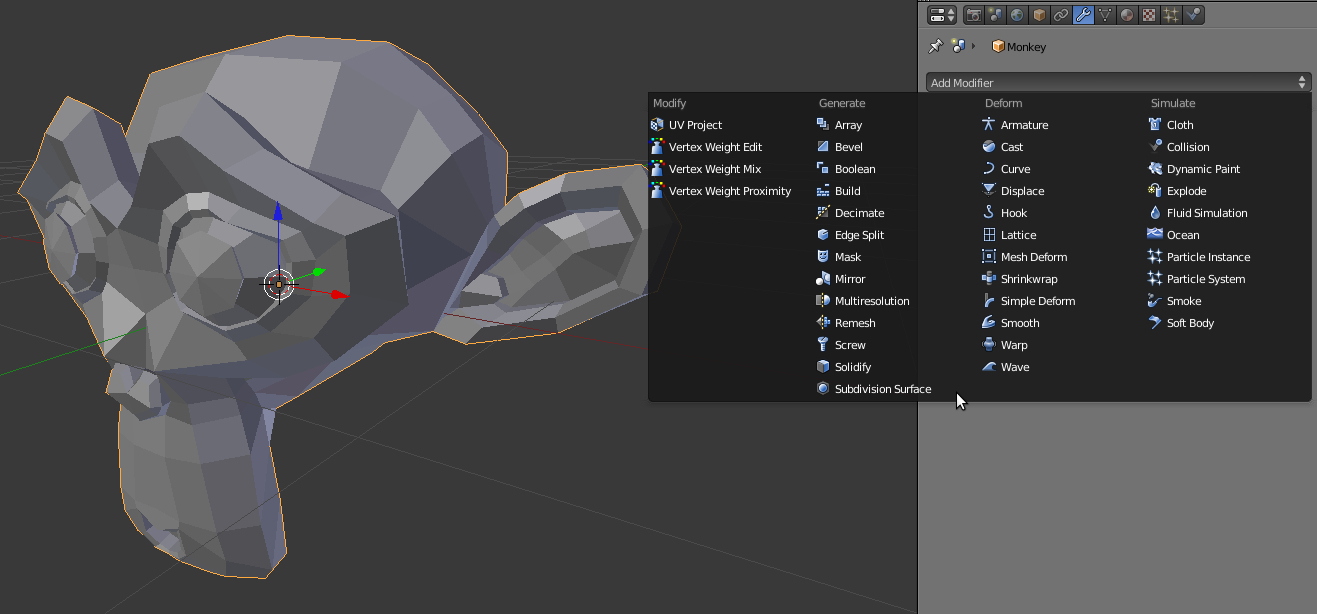 Monkey
Add Modifier
Modify
UV Project
Vertex Weight Edit
Vertex Weight Mix
Vertex Weight Proximity
Generate
Array
Bevel
Boolean
Build
Decimate
Edge Split
Mask
Mirror
Multiresolution
Remesh
Screw
Solidify
Subdivision Surface
Deform
Armature
Cast
Curve
Displace
Hook
Lattice
Mesh Deform
Shrinkwrap
Simple Deform
Smooth
Warp
Wave
Simulate
Cloth
Collision
Dynamic Paint
Explode
Fluid Simulation
Ocean
Particle Instance
Particle System
Smoke
Soft Body